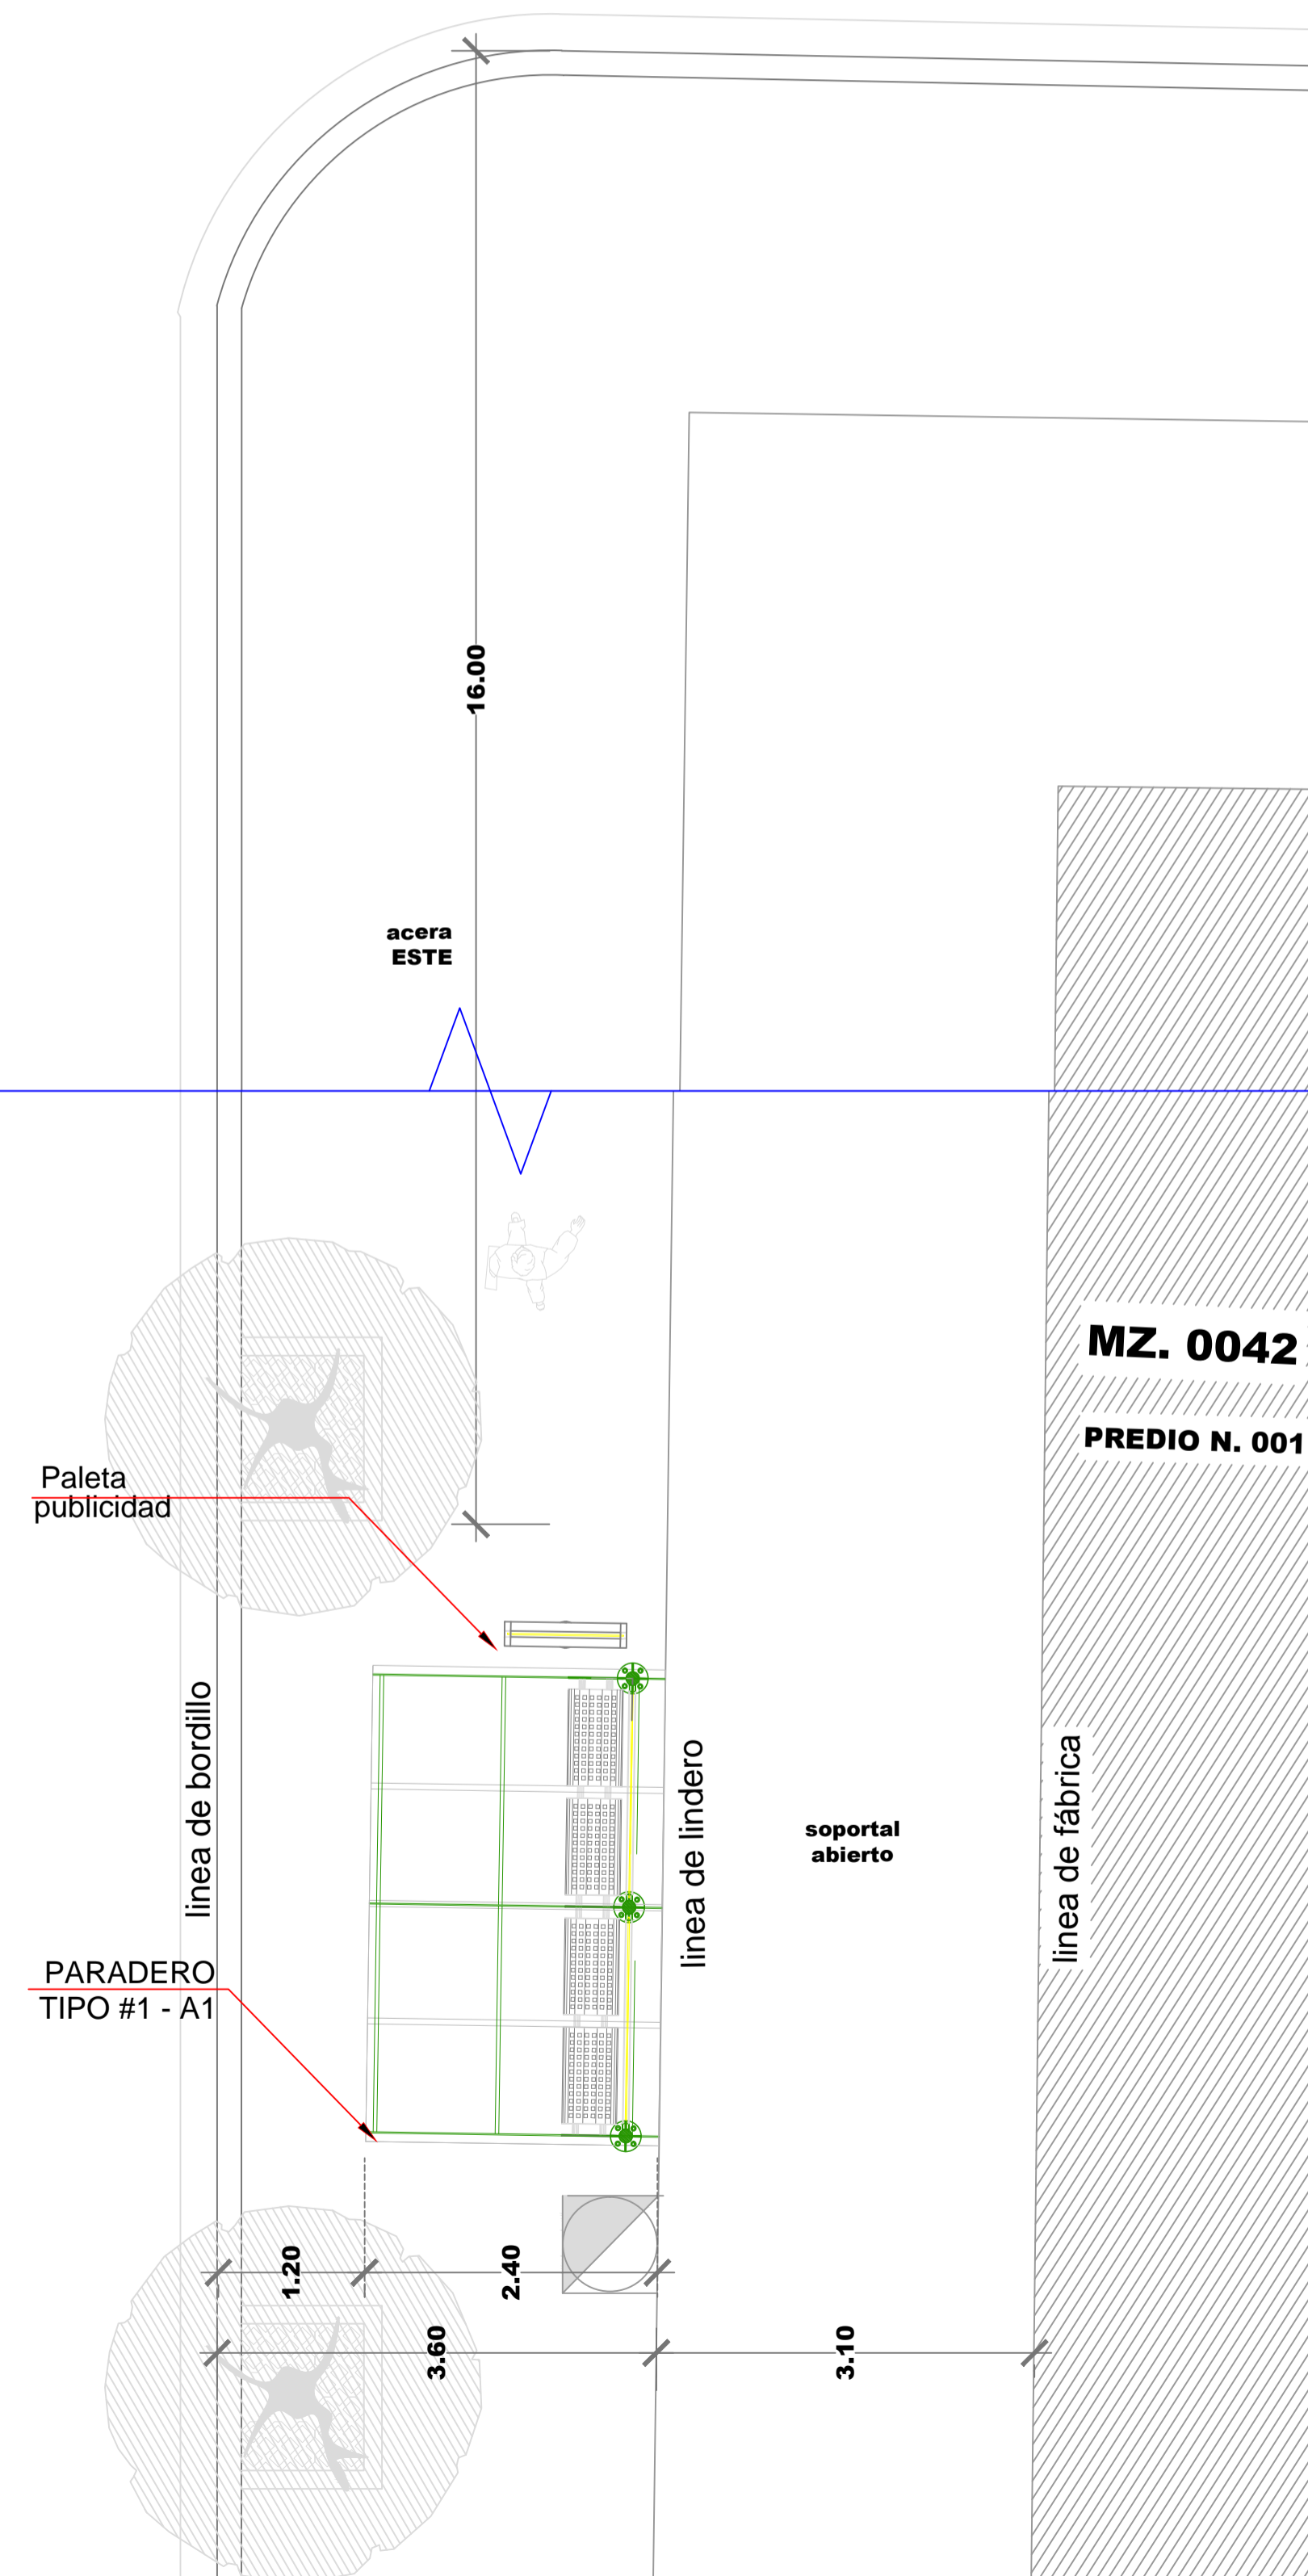 16.00
acera
ESTE
MZ. 0042
PREDIO N. 001
Paleta
publicidad
linea de bordillo
linea de lindero
soportal
abierto
linea de fábrica
PARADERO
TIPO #1 - A1
1.20
2.40
3.60
3.10